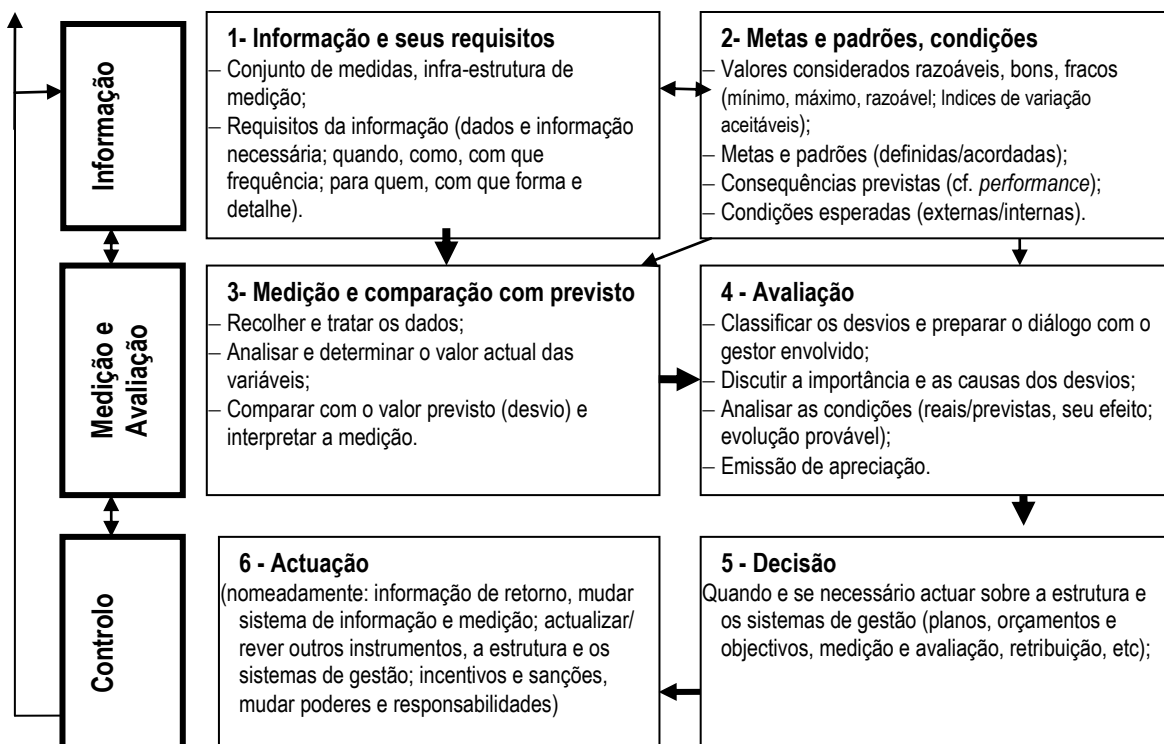 Informação
1- Informação e seus requisitos
– Conjunto de medidas, infra-estrutura de
medição;
– Requisitos da informação (dados e informação
necessária; quando, como, com que
frequência; para quem, com que forma e
detalhe).
2- Metas e padrões, condições
– Valores considerados razoáveis, bons, fracos
(mínimo, máximo, razoável; Indices de variação
aceitáveis);
– Metas e padrões (definidas/acordadas);
– Consequências previstas (cf. performance);
– Condições esperadas (externas/internas).
Medição e
Avaliação
3- Medição e comparação com previsto
– Recolher e tratar os dados;
– Analisar e determinar o valor actual das
variáveis;
– Comparar com o valor previsto (desvio) e
interpretar a medição.
4 - Avaliação
– Classificar os desvios e preparar o diálogo com o
gestor envolvido;
– Discutir a importância e as causas dos desvios;
– Analisar as condições (reais/previstas, seu efeito;
evolução provável);
– Emissão de apreciação.
Controlo
6 - Actuação
(nomeadamente: informação de retorno, mudar
sistema de informação e medição; actualizar/
rever outros instrumentos, a estrutura e os
sistemas de gestão; incentivos e sanções,
mudar poderes e responsabilidades)
5 - Decisão
Quando e se necessário actuar sobre a estrutura e
os sistemas de gestão (planos, orçamentos e
objectivos, medição e avaliação, retribuição, etc);